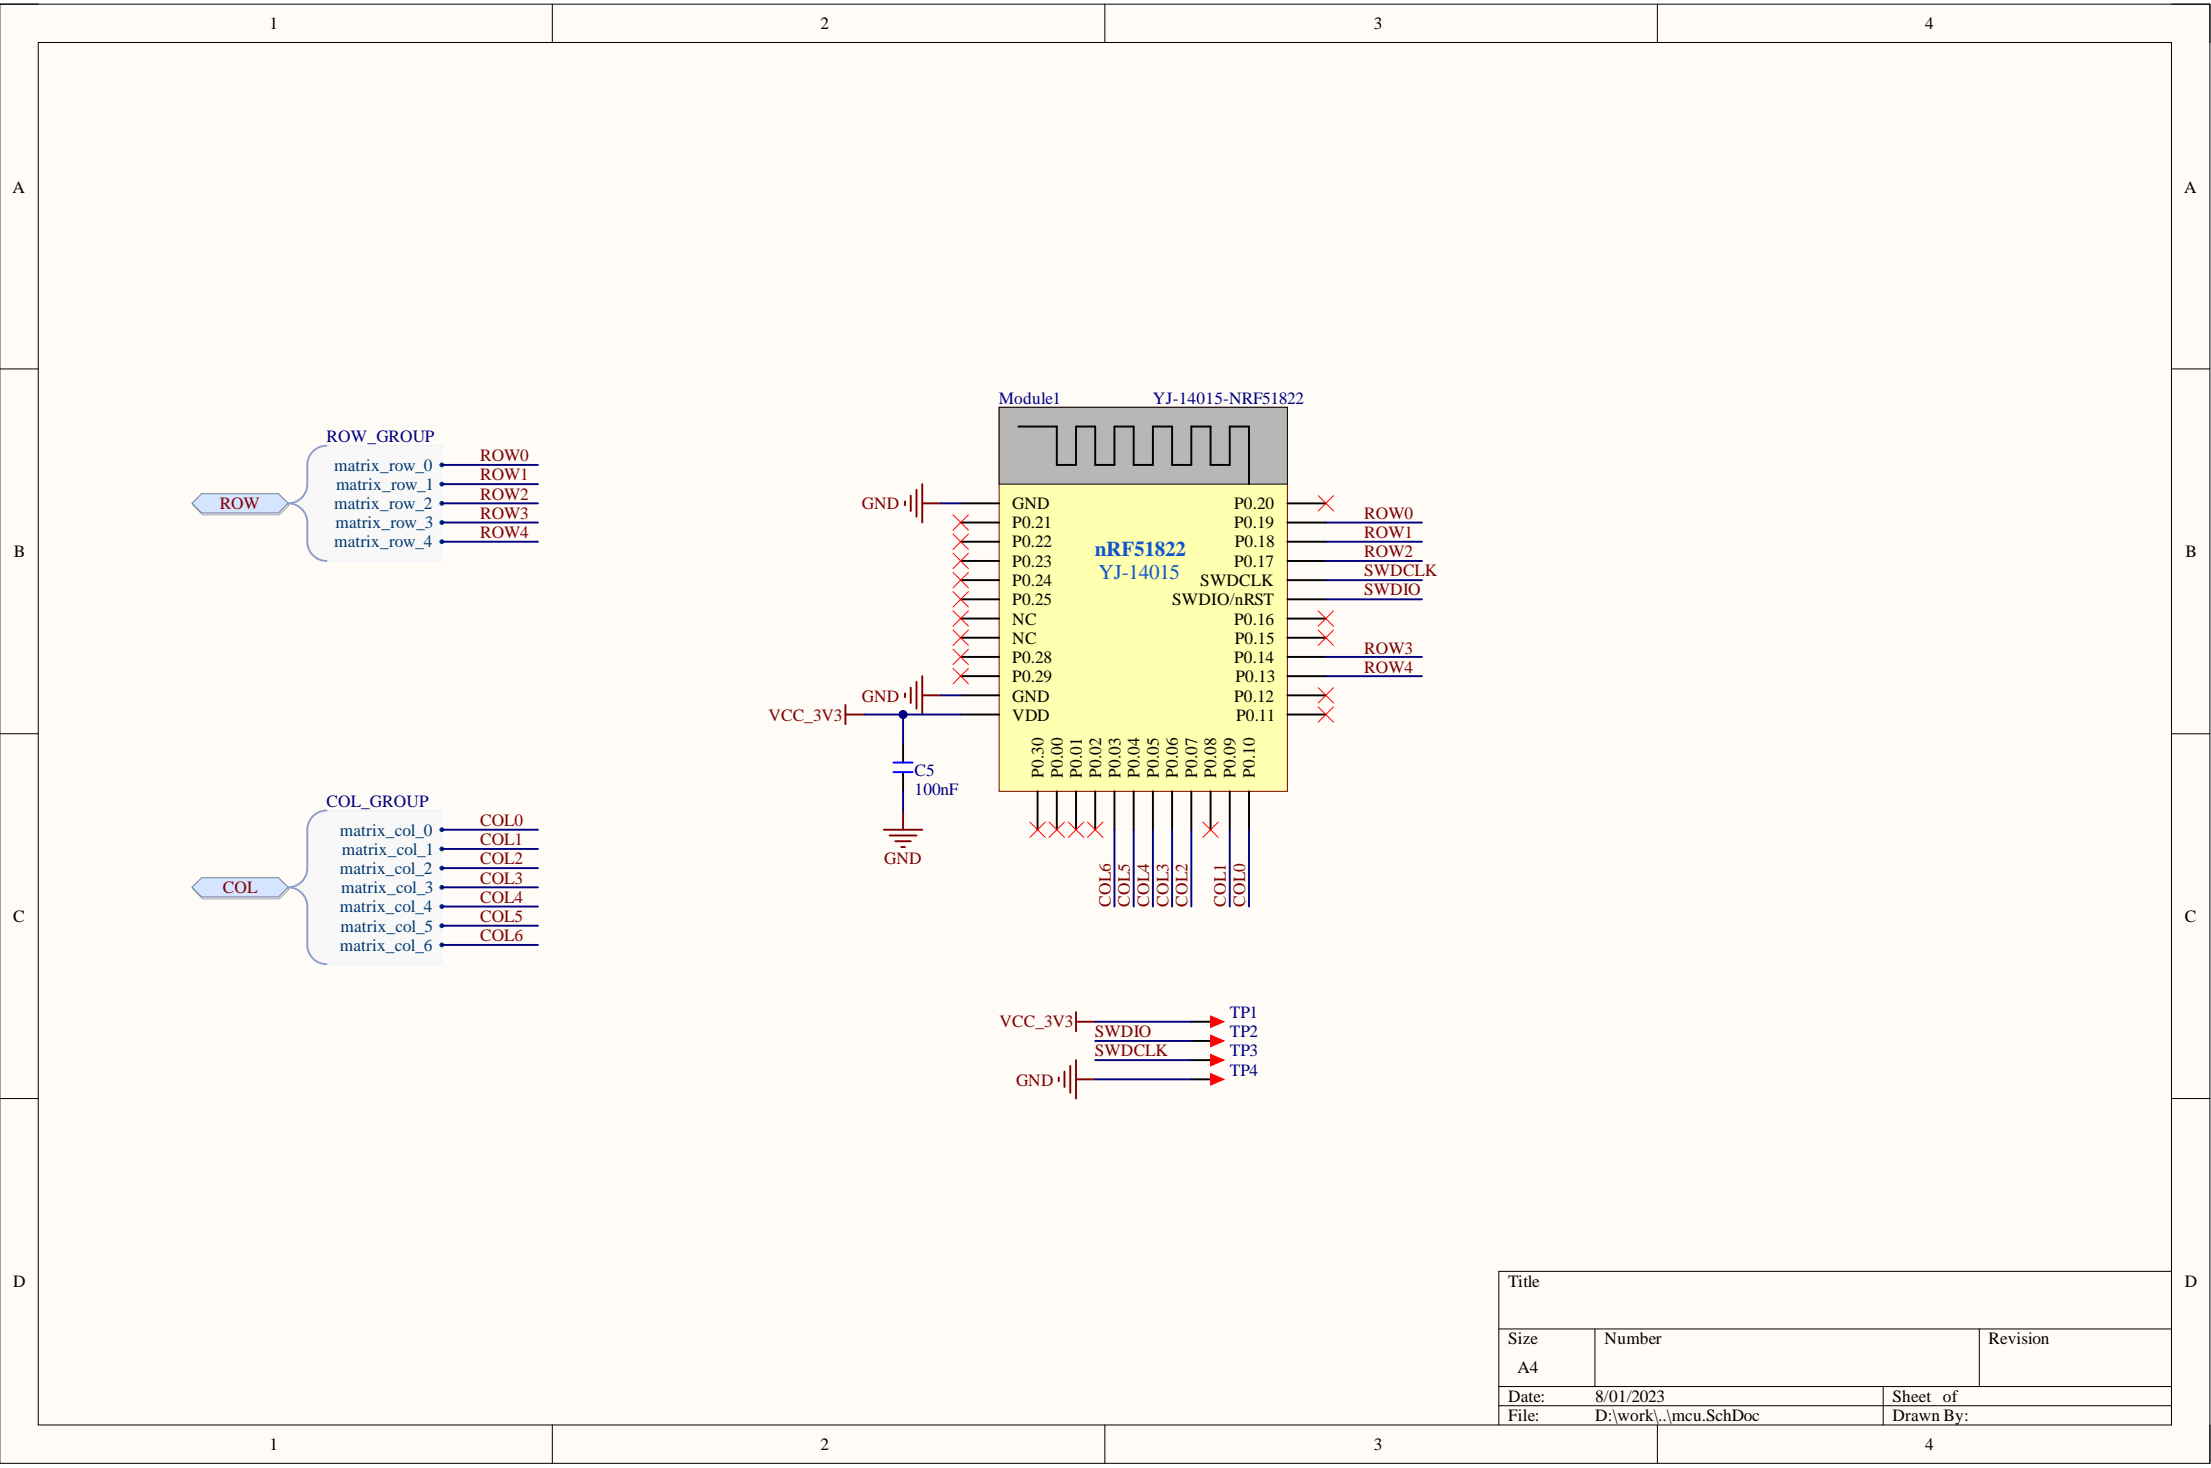 1 2 3 4
A A
B B
C C
D D
ROW
ROW_GROUP
matrix_row_0 ROW0
matrix_row_1 ROW1
matrix_row_2 ROW2
matrix_row_3 ROW3
matrix_row_4 ROW4
COL
COL_GROUP
matrix_col_0 COL0
matrix_col_1 COL1
matrix_col_2 COL2
matrix_col_3 COL3
matrix_col_4 COL4
matrix_col_5 COL5
matrix_col_6 COL6
Module1 YJ-14015-NRF51822
nRF51822
YJ-14015
GND GND
P0.21
P0.22
P0.23
P0.24
P0.25
NC
NC
P0.28
P0.29
GND GND
VCC_3V3 VDD
P0.20
P0.19 ROW0
P0.18 ROW1
P0.17 ROW2
SWDCLK SWDCLK
SWDIO/nRST SWDIO
P0.16
P0.15
P0.14 ROW3
P0.13 ROW4
P0.12
P0.11
P0.30
P0.00
P0.01
P0.02
P0.03
P0.04
P0.05
P0.06
P0.07
P0.08
P0.09
P0.10
COL6
COL5
COL4
COL3
COL2
COL1
COL0
C5
100nF
GND
VCC_3V3 TP1
SWDIO TP2
SWDCLK TP3
GND TP4
Title
Size Number Revision
A4
Date: 8/01/2023 Sheet of
File: D:\work\..\mcu.SchDoc Drawn By:
1 2 3 4